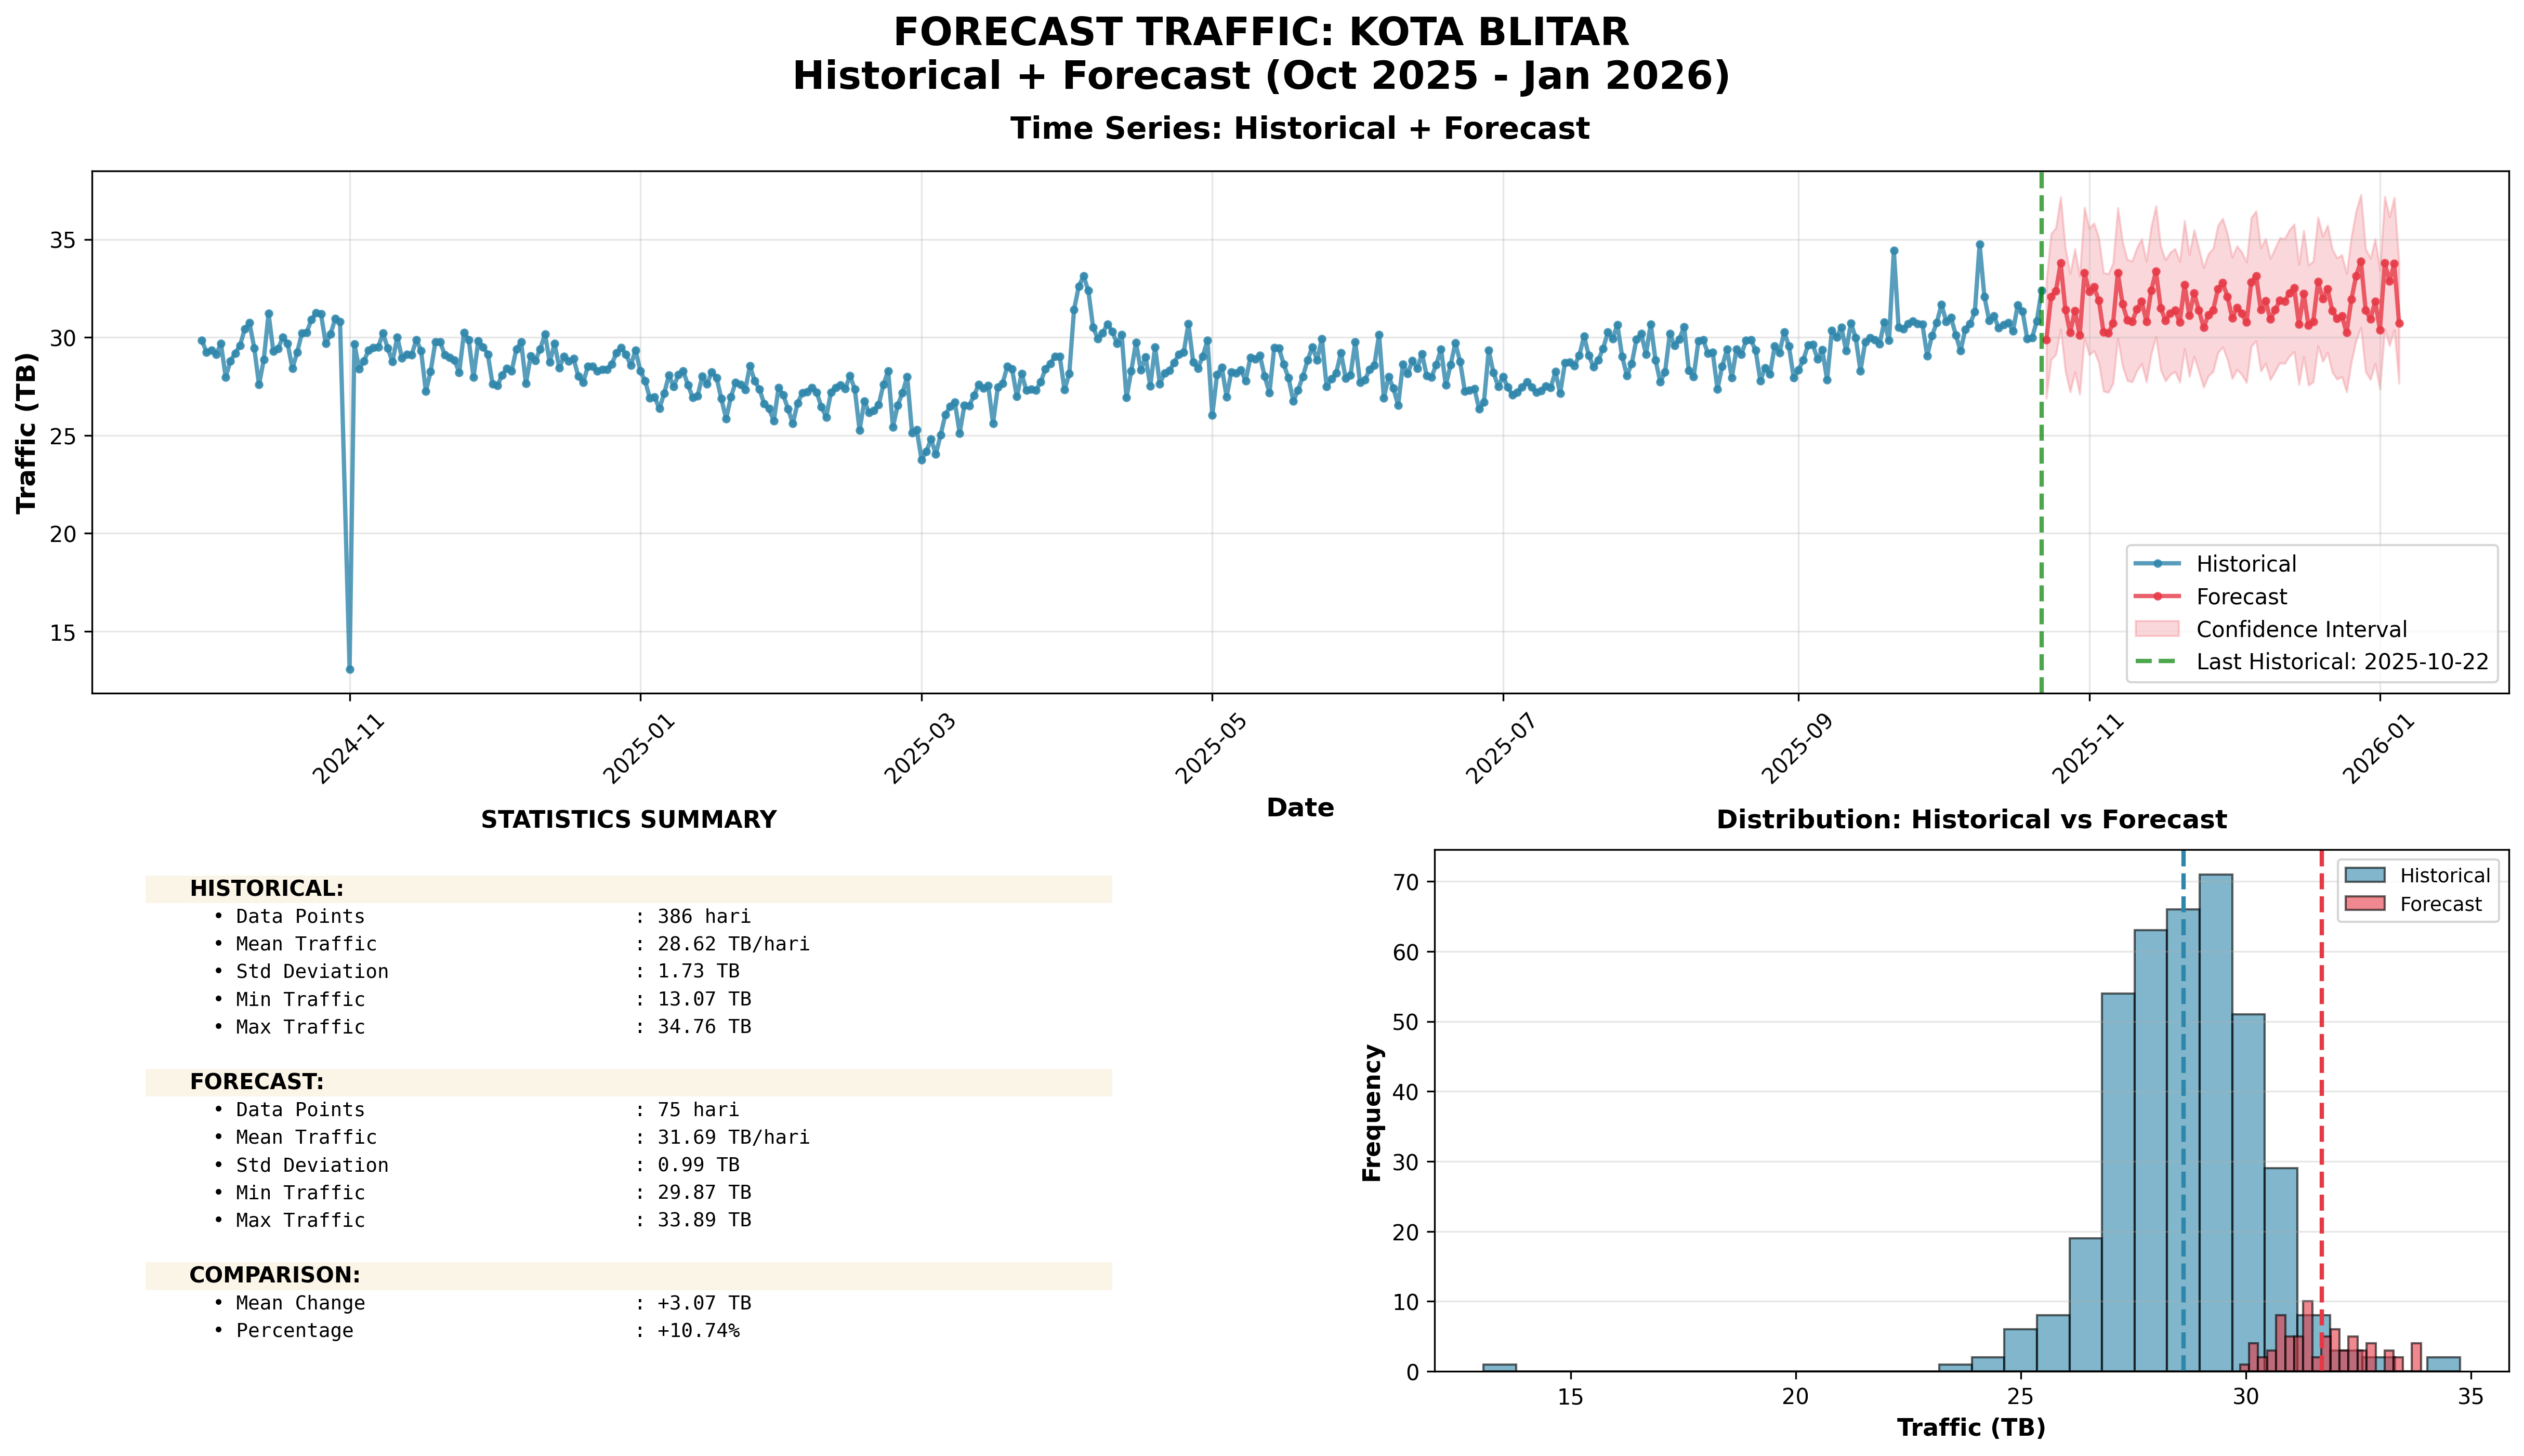 FORECAST TRAFFIC: KOTA BLITAR
Historical + Forecast (Oct 2025 - Jan 2026)
Time Series: Historical + Forecast
Traffic (TB)
35
30
25
20
15
Historical
Forecast
Confidence Interval
Last Historical: 2025-10-22
2024-11
2025-01
2025-03
2025-05
2025-07
2025-09
2025-11
2026-01
Date
STATISTICS SUMMARY
HISTORICAL:
• Data Points : 386 hari
• Mean Traffic : 28.62 TB/hari
• Std Deviation : 1.73 TB
• Min Traffic : 13.07 TB
• Max Traffic : 34.76 TB
FORECAST:
• Data Points : 75 hari
• Mean Traffic : 31.69 TB/hari
• Std Deviation : 0.99 TB
• Min Traffic : 29.87 TB
• Max Traffic : 33.89 TB
COMPARISON:
• Mean Change : +3.07 TB
• Percentage : +10.74%
Distribution: Historical vs Forecast
Frequency
70
60
50
40
30
20
10
0
Historical
Forecast
15
20
25
30
35
Traffic (TB)